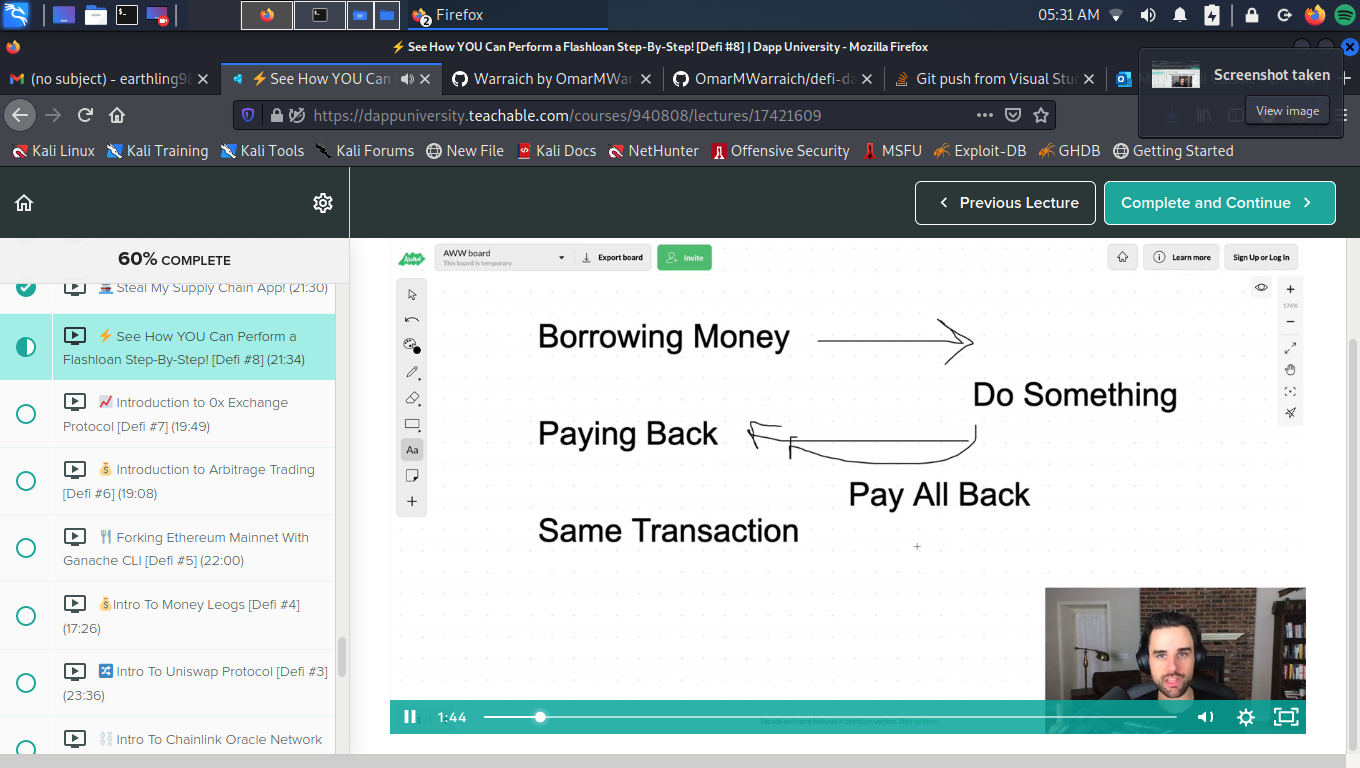 Firefox
2
05:31 AM
⚡ See How YOU Can Perform a Flashloan Step-By-Step! [Defi #8] | Dapp University - Mozilla Firefox
(no subject) - earthling98
⚡ See How YOU Can
Warraich by OmarMWar
OmarMWarraich/defi-da
Git push from Visual Stu
Screenshot taken
View image
https://dappuniversity.teachable.com/courses/940808/lectures/17421609
Kali Linux
Kali Training
Kali Tools
Kali Forums
New File
Kali Docs
NetHunter
Offensive Security
MSFU
Exploit-DB
GHDB
Getting Started
Previous Lecture
Complete and Continue
60% COMPLETE
Steal My Supply Chain App! (21:30)
⚡ See How YOU Can Perform a
Flashloan Step-By-Step! [Defi #8] (21:34)
📈 Introduction to 0x Exchange
Protocol [Defi #7] (19:49)
💰 Introduction to Arbitrage Trading
[Defi #6] (19:08)
🍴 Forking Ethereum Mainnet With
Ganache CLI [Defi #5] (22:00)
💰Intro To Money Leogs [Defi #4]
(17:26)
🔀 Intro To Uniswap Protocol [Defi #3]
(23:36)
⛓ Intro To Chainlink Oracle Network
AWW
AWW board
This board is temporary
Export board
Invite
Learn more
Sign Up or Log In
176%
Aa
Borrowing Money
Do Something
Paying Back
Pay All Back
Same Transaction
1:44